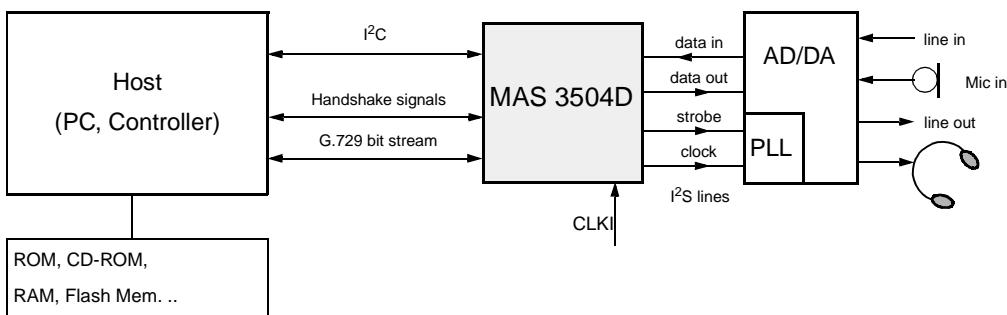 Host
(PC, Controller)
I²C
Handshake signals
G.729 bit stream
MAS 3504D
CLKI
data in
data out
strobe
clock
I²S lines
AD/DA
PLL
line in
Mic in
line out
ROM, CD-ROM,
RAM, Flash Mem. ..